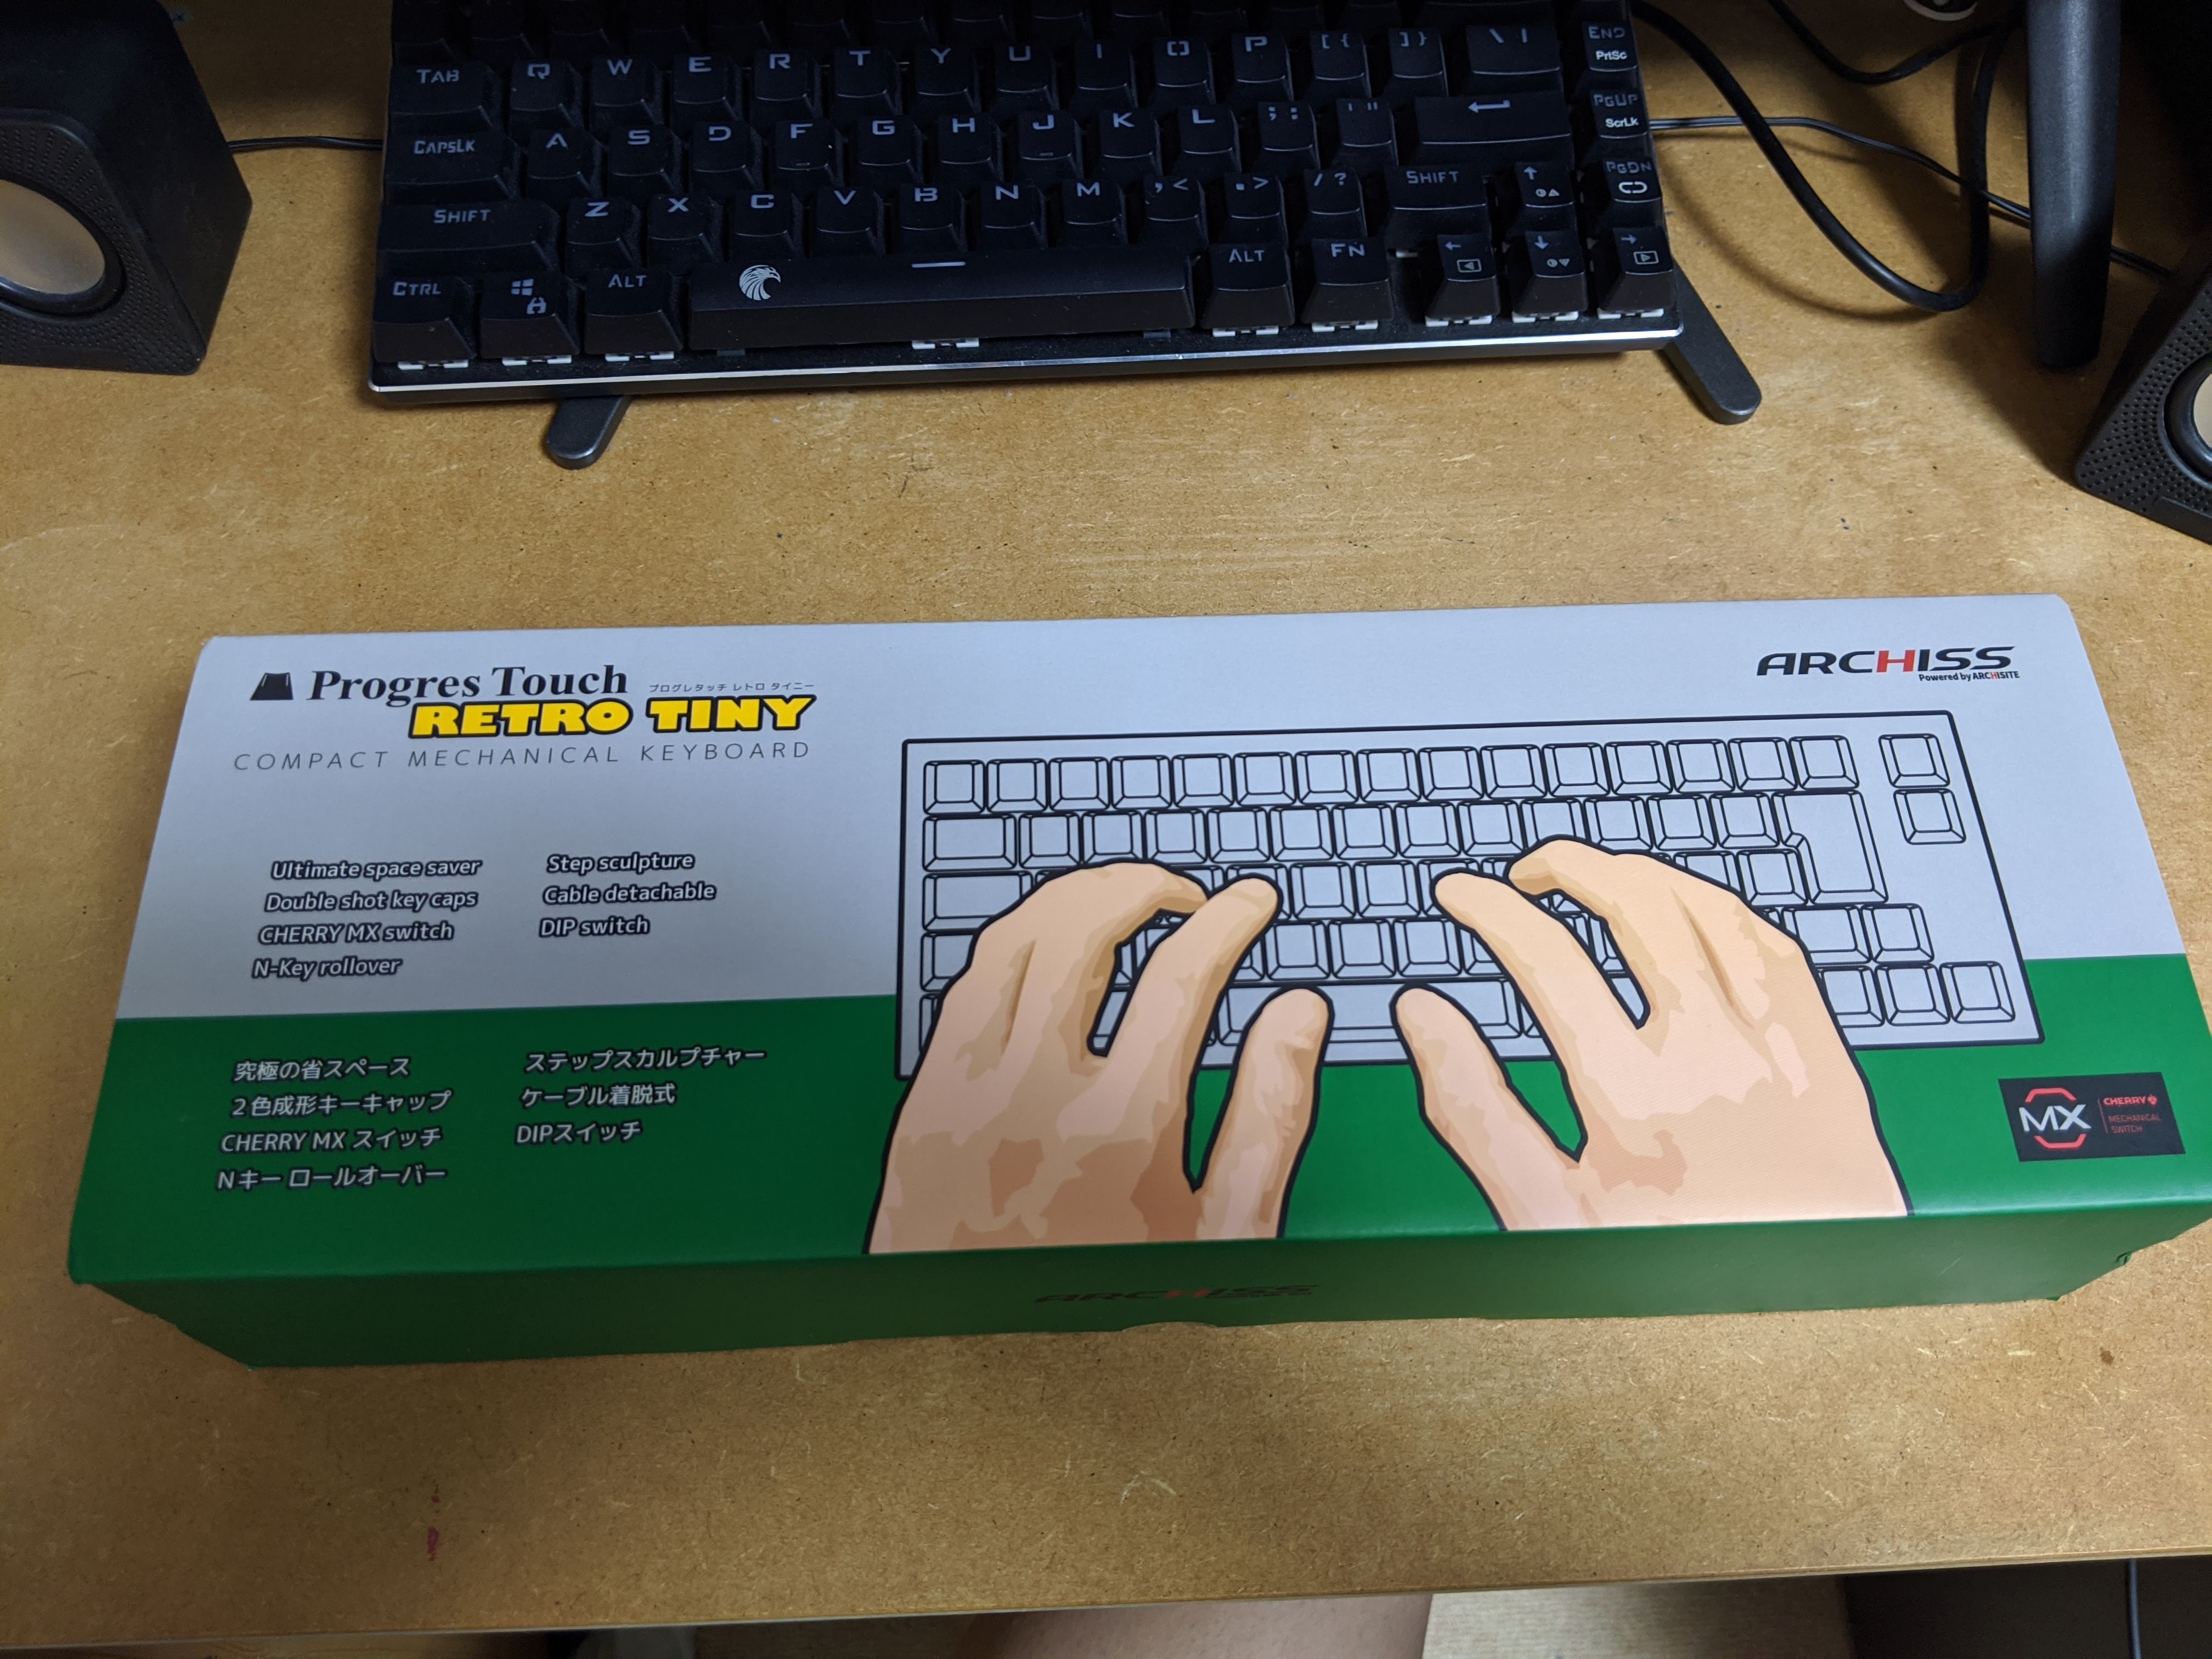 TAB Q W E R T Y U I O P [{ ]} \| END PrtSc
CAPSLK A S D F G H J K L ;: '" PGUP ScrLk
SHIFT Z X C V B N M ,< .> /? SHIFT ↑ PGDN
CTRL ALT ALT FN ← ↓ →
Progres Touch
プログレタッチ レトロ タイニー
RETRO TINY
COMPACT MECHANICAL KEYBOARD
ARCHISS
Powered by ARCHISITE
Ultimate space saver
Double shot key caps
CHERRY MX switch
N-Key rollover
Step sculpture
Cable detachable
DIP switch
究極の省スペース
2色成形キーキャップ
CHERRY MX スイッチ
Nキー ロールオーバー
ステップスカルプチャー
ケーブル着脱式
DIPスイッチ
MX
CHERRY
MECHANICAL
SWITCH
ARCHISS